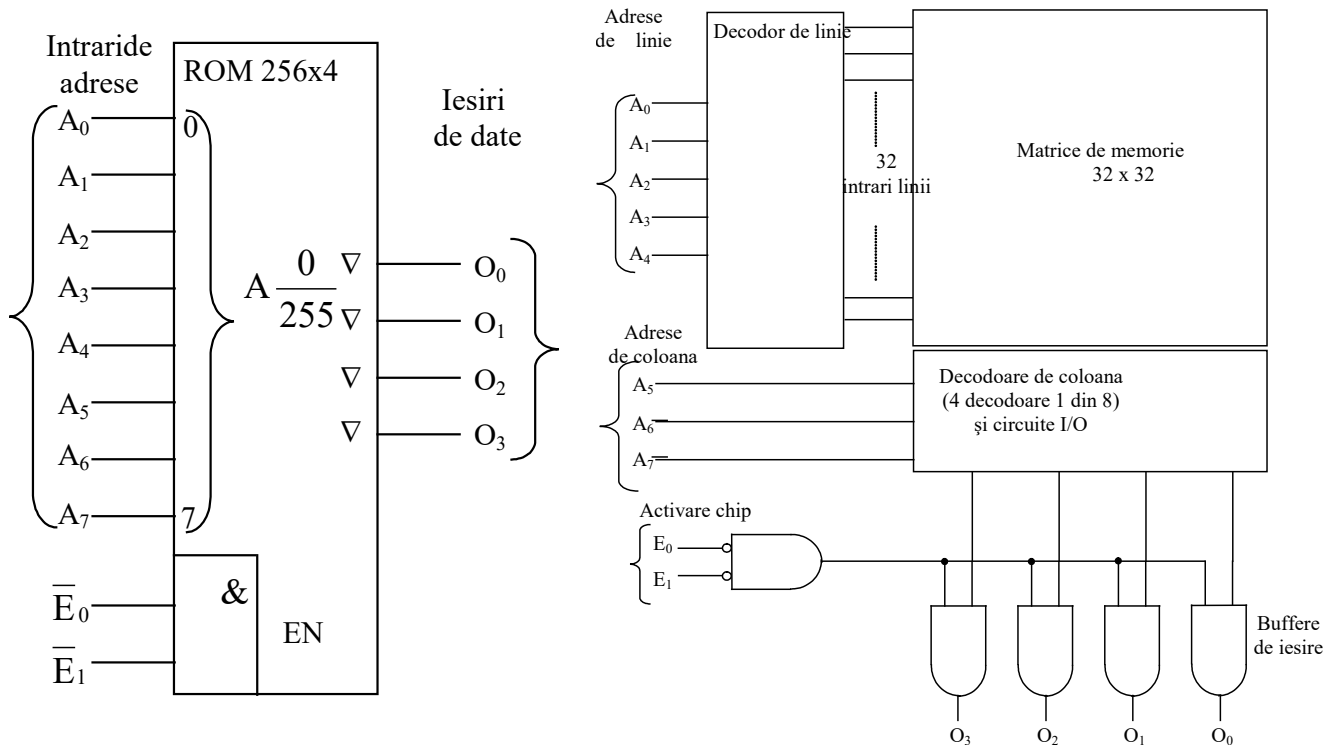 Intraride
adrese
ROM 256x4
Iesiri
de date
A0
A1
A2
A3
A4
A5
A6
A7
0
7
A 0/255
∇
∇
∇
∇
O0
O1
O2
O3
E̅0
E̅1
&
EN
Adrese
de linie
Decodor de linie
A0
A1
A2
A3
A4
32
intrari linii
Matrice de memorie
32 x 32
Adrese
de coloana
A5
A6
A7
Decodoare de coloana
(4 decodoare 1 din 8)
și circuite I/O
Activare chip
E0
E1
Buffere
de iesire
O3
O2
O1
O0